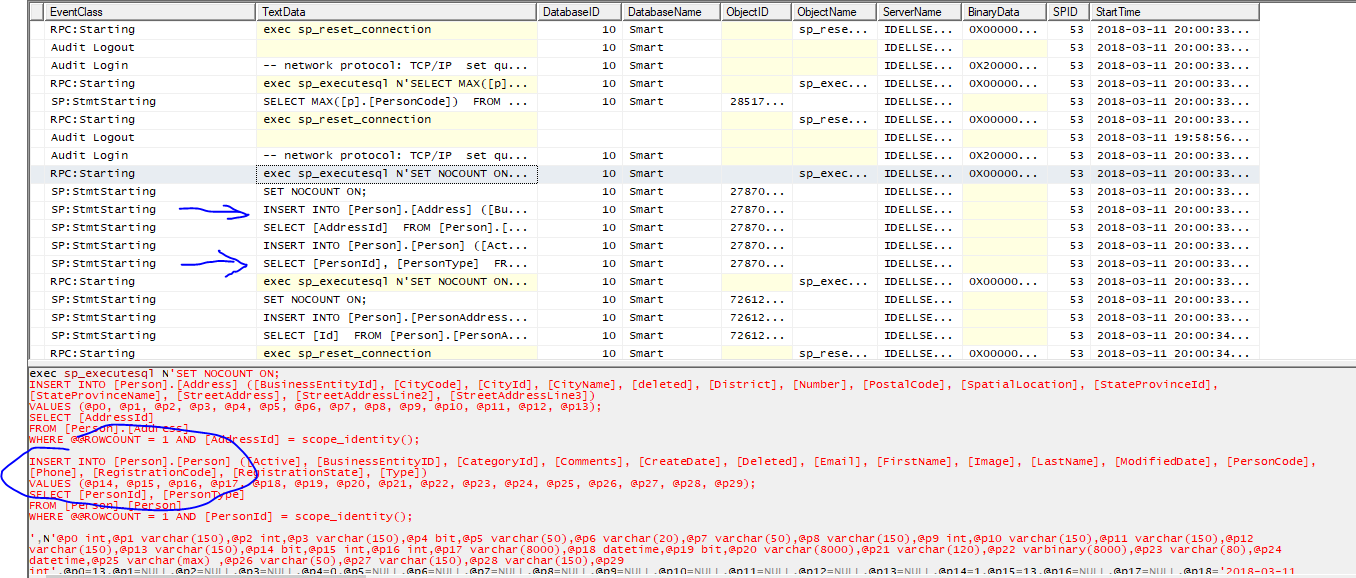 EventClass TextData DatabaseID DatabaseName ObjectID ObjectName ServerName BinaryData SPID StartTime
RPC:Starting exec sp_reset_connection 10 Smart sp_rese... IDELLSE... 0X00000... 53 2018-03-11 20:00:33...
Audit Logout 10 Smart IDELLSE... 53 2018-03-11 20:00:33...
Audit Login -- network protocol: TCP/IP set qu... 10 Smart IDELLSE... 0X20000... 53 2018-03-11 20:00:33...
RPC:Starting exec sp_executesql N'SELECT MAX([p]... 10 Smart sp_exec... IDELLSE... 0X00000... 53 2018-03-11 20:00:33...
SP:StmtStarting SELECT MAX([p].[PersonCode]) FROM ... 10 Smart 28517... IDELLSE... 53 2018-03-11 20:00:33...
RPC:Starting exec sp_reset_connection sp_rese... IDELLSE... 0X00000... 53 2018-03-11 20:00:33...
Audit Logout IDELLSE... 53 2018-03-11 19:58:56...
Audit Login -- network protocol: TCP/IP set qu... 10 Smart IDELLSE... 0X20000... 53 2018-03-11 20:00:33...
RPC:Starting exec sp_executesql N'SET NOCOUNT ON... 10 Smart sp_exec... IDELLSE... 0X00000... 53 2018-03-11 20:00:33...
SP:StmtStarting SET NOCOUNT ON; 10 Smart 27870... IDELLSE... 53 2018-03-11 20:00:33...
SP:StmtStarting INSERT INTO [Person].[Address] ([Bu... 10 Smart 27870... IDELLSE... 53 2018-03-11 20:00:33...
SP:StmtStarting SELECT [AddressId] FROM [Person].[... 10 Smart 27870... IDELLSE... 53 2018-03-11 20:00:33...
SP:StmtStarting INSERT INTO [Person].[Person] ([Act... 10 Smart 27870... IDELLSE... 53 2018-03-11 20:00:33...
SP:StmtStarting SELECT [PersonId], [PersonType] FR... 10 Smart 27870... IDELLSE... 53 2018-03-11 20:00:33...
RPC:Starting exec sp_executesql N'SET NOCOUNT ON... 10 Smart sp_exec... IDELLSE... 0X00000... 53 2018-03-11 20:00:33...
SP:StmtStarting SET NOCOUNT ON; 10 Smart 72612... IDELLSE... 53 2018-03-11 20:00:33...
SP:StmtStarting INSERT INTO [Person].[PersonAddress... 10 Smart 72612... IDELLSE... 53 2018-03-11 20:00:33...
SP:StmtStarting SELECT [Id] FROM [Person].[PersonA... 10 Smart 72612... IDELLSE... 53 2018-03-11 20:00:34...
RPC:Starting exec sp_reset_connection 10 Smart sp_rese... IDELLSE... 0X00000... 53 2018-03-11 20:00:34...
exec sp_executesql N'SET NOCOUNT ON;
INSERT INTO [Person].[Address] ([BusinessEntityId], [CityCode], [CityId], [CityName], [deleted], [District], [Number], [PostalCode], [SpatialLocation], [StateProvinceId],
[StateProvinceName], [StreetAddress], [StreetAddressLine2], [StreetAddressLine3])
VALUES (@p0, @p1, @p2, @p3, @p4, @p5, @p6, @p7, @p8, @p9, @p10, @p11, @p12, @p13);
SELECT [AddressId]
FROM [Person].[Address]
WHERE @@ROWCOUNT = 1 AND [AddressId] = scope_identity();
INSERT INTO [Person].[Person] ([Active], [BusinessEntityID], [CategoryId], [Comments], [CreateDate], [Deleted], [Email], [FirstName], [Image], [LastName], [ModifiedDate], [PersonCode],
[Phone], [RegistrationCode], [RegistrationState], [Type])
VALUES (@p14, @p15, @p16, @p17, @p18, @p19, @p20, @p21, @p22, @p23, @p24, @p25, @p26, @p27, @p28, @p29);
SELECT [PersonId], [PersonType]
FROM [Person].[Person]
WHERE @@ROWCOUNT = 1 AND [PersonId] = scope_identity();
',N'@p0 int,@p1 varchar(150),@p2 int,@p3 varchar(150),@p4 bit,@p5 varchar(50),@p6 varchar(20),@p7 varchar(50),@p8 varchar(150),@p9 int,@p10 varchar(150),@p11 varchar(150),@p12
varchar(150),@p13 varchar(150),@p14 bit,@p15 int,@p16 int,@p17 varchar(8000),@p18 datetime,@p19 bit,@p20 varchar(8000),@p21 varchar(120),@p22 varbinary(8000),@p23 varchar(80),@p24
datetime,@p25 varchar(max) ,@p26 varchar(50),@p27 varchar(150),@p28 varchar(150),@p29
int',@p0=13,@p1=NULL,@p2=NULL,@p3=NULL,@p4=0,@p5=NULL,@p6=NULL,@p7=NULL,@p8=NULL,@p9=NULL,@p10=NULL,@p11=NULL,@p12=NULL,@p13=NULL,@p14=1,@p15=13,@p16=NULL,@p17=NULL,@p18='2018-03-11